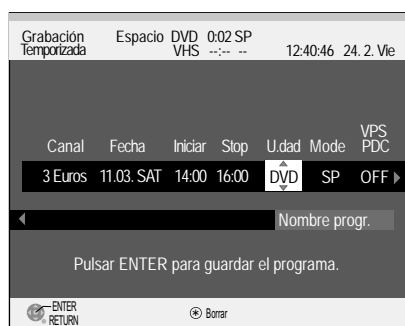 Grabación Temporizada
Espacio DVD 0:02 SP
VHS --:-- --
12:40:46 24. 2. Vie
VPS
Canal Fecha Iniciar Stop U.dad Mode PDC
3 Euros 11.03. SAT 14:00 16:00 DVD SP OFF
Nombre progr.
Pulsar ENTER para guardar el programa.
ENTER
RETURN
Borrar